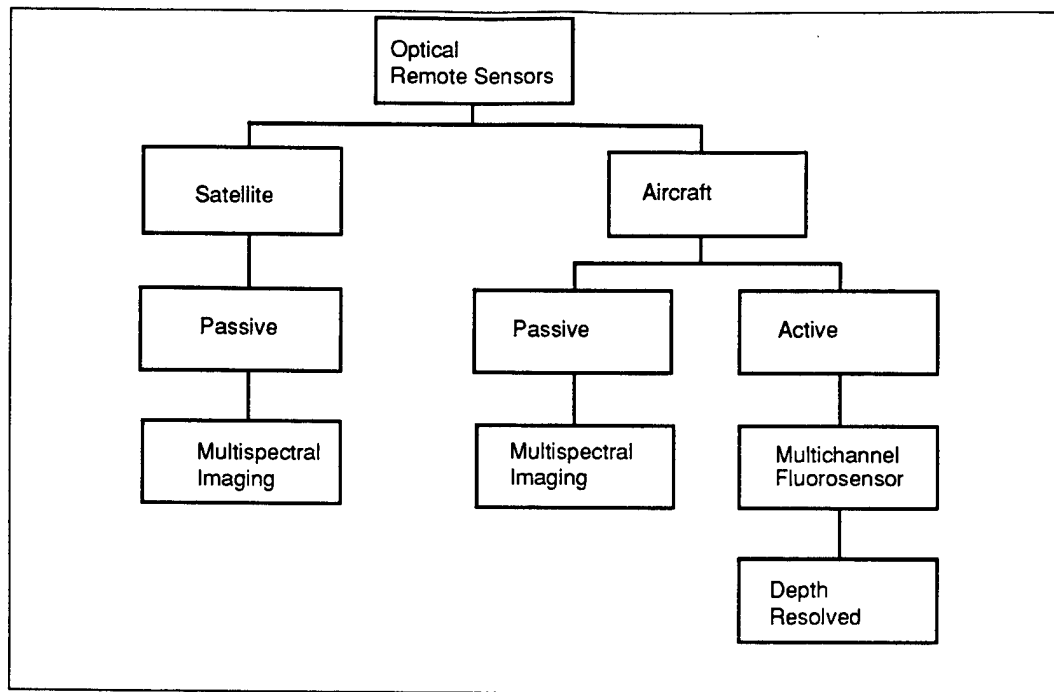 Optical
Remote Sensors
Satellite
Aircraft
Passive
Passive
Active
Multispectral
Imaging
Multispectral
Imaging
Multichannel
Fluorosensor
Depth
Resolved